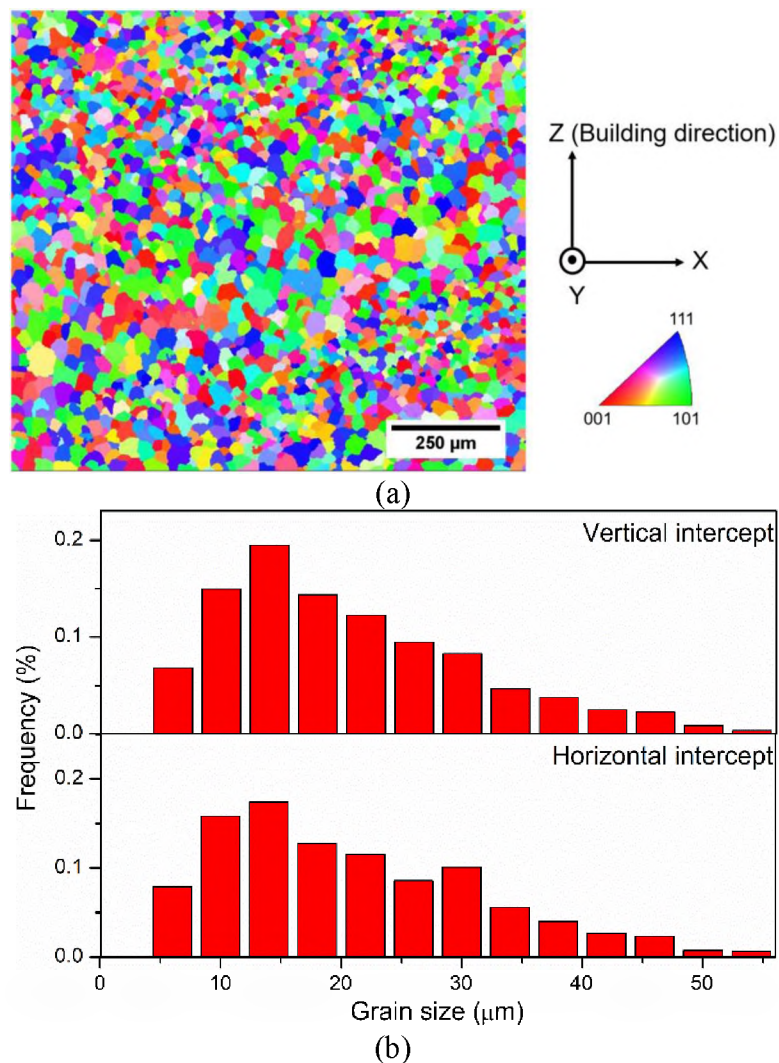 Z (Building direction)
X
Y
111
001
101
250 µm
(a)
Vertical intercept
0.2
0.1
0.0
Frequency (%)
Horizontal intercept
0.2
0.1
0.0
0
10
20
30
40
50
Grain size (µm)
(b)